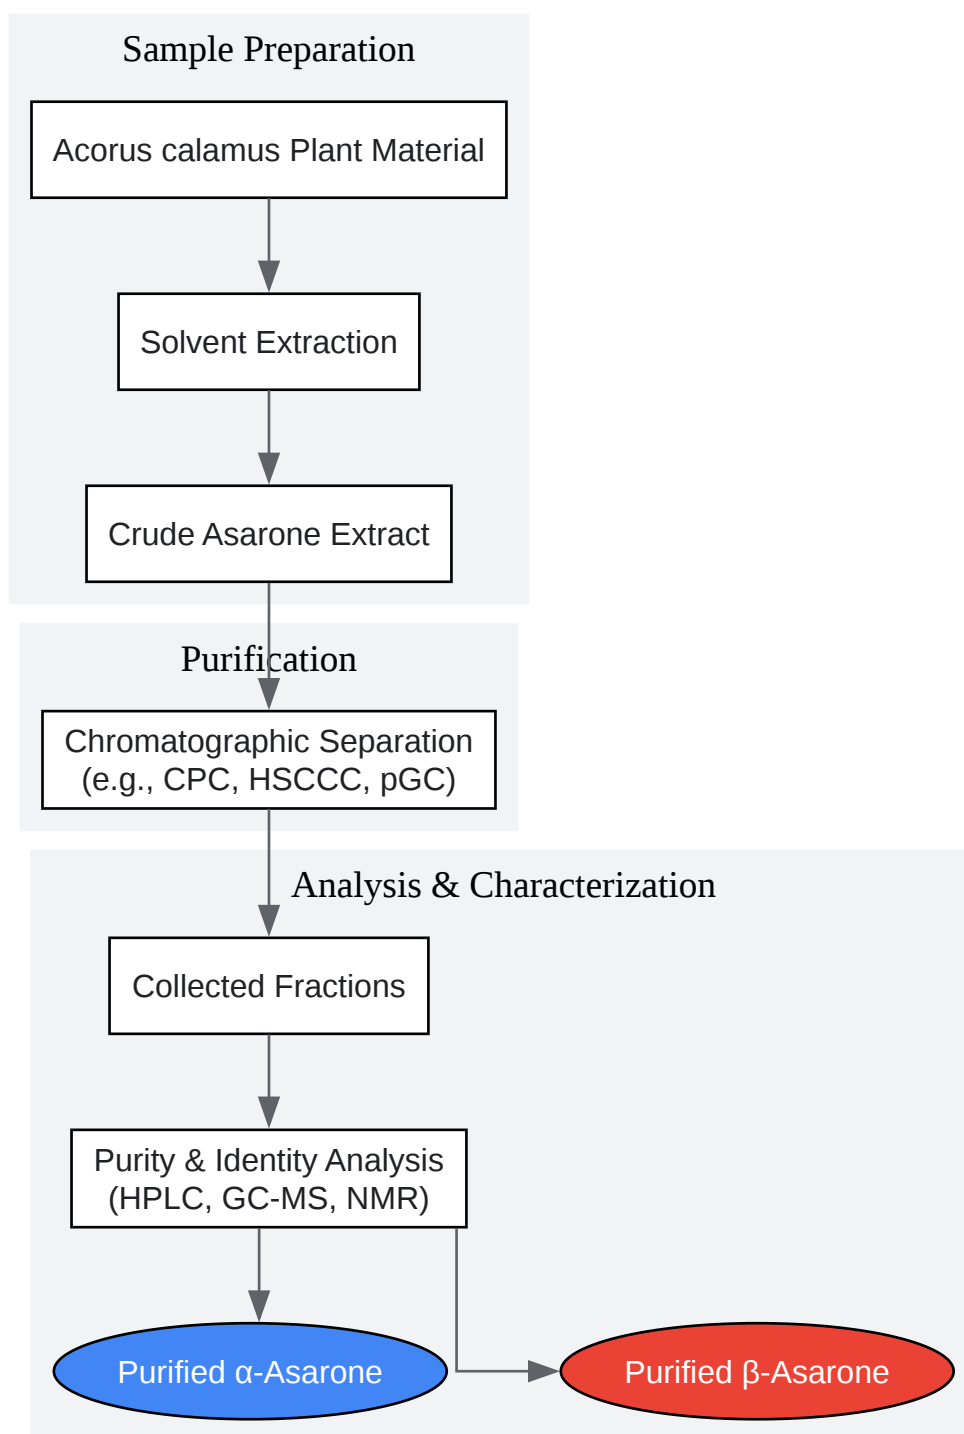 Sample Preparation
Acorus calamus Plant Material
Solvent Extraction
Crude Asarone Extract
Purification
Chromatographic Separation
(e.g., CPC, HSCCC, pGC)
Analysis & Characterization
Collected Fractions
Purity & Identity Analysis
(HPLC, GC-MS, NMR)
Purified α-Asarone
Purified β-Asarone